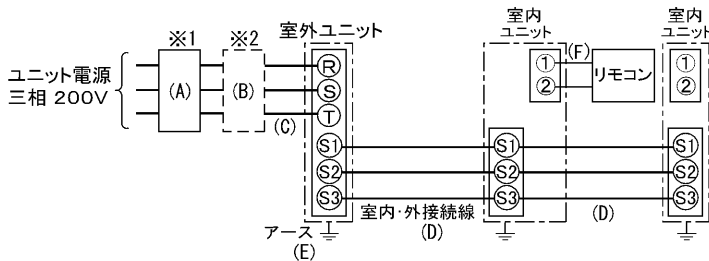 ※1
※2
室外ユニット
室内
ユニット
室内
ユニット
ユニット電源
三相 200V
(A)
(B)
(C)
R
S
T
S1
S2
S3
①
②
(F)
リモコン
①
②
S1
S2
S3
S1
S2
S3
室内・外接続線
(D)
(D)
アース
(E)